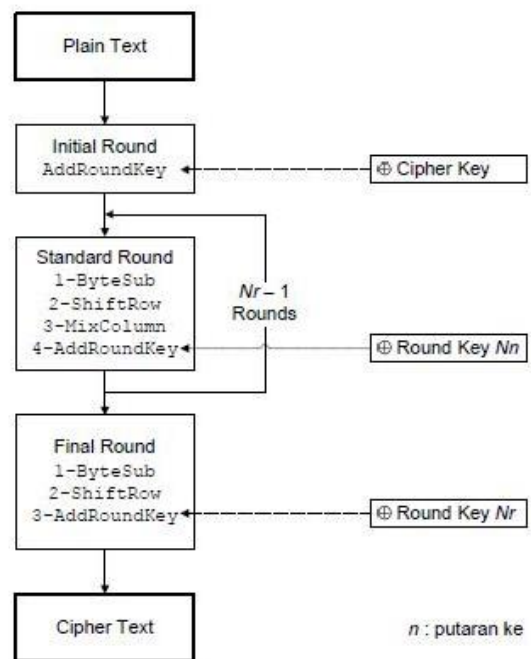 Plain Text
Initial Round
AddRoundKey
⊕ Cipher Key
Standard Round
1-ByteSub
2-ShiftRow
3-MixColumn
4-AddRoundKey
Nr – 1
Rounds
⊕ Round Key Nn
Final Round
1-ByteSub
2-ShiftRow
3-AddRoundKey
⊕ Round Key Nr
Cipher Text
n : putaran ke